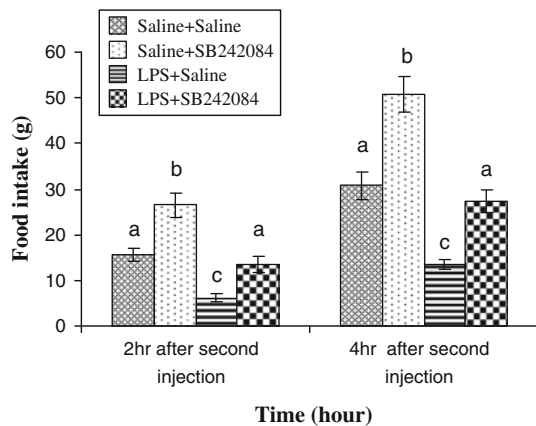 Saline+Saline
Saline+SB242084
LPS+Saline
LPS+SB242084
Food intake (g)
60
50
40
30
20
10
0
a
b
c
a
a
b
c
a
2hr after second
injection
4hr after second
injection
Time (hour)